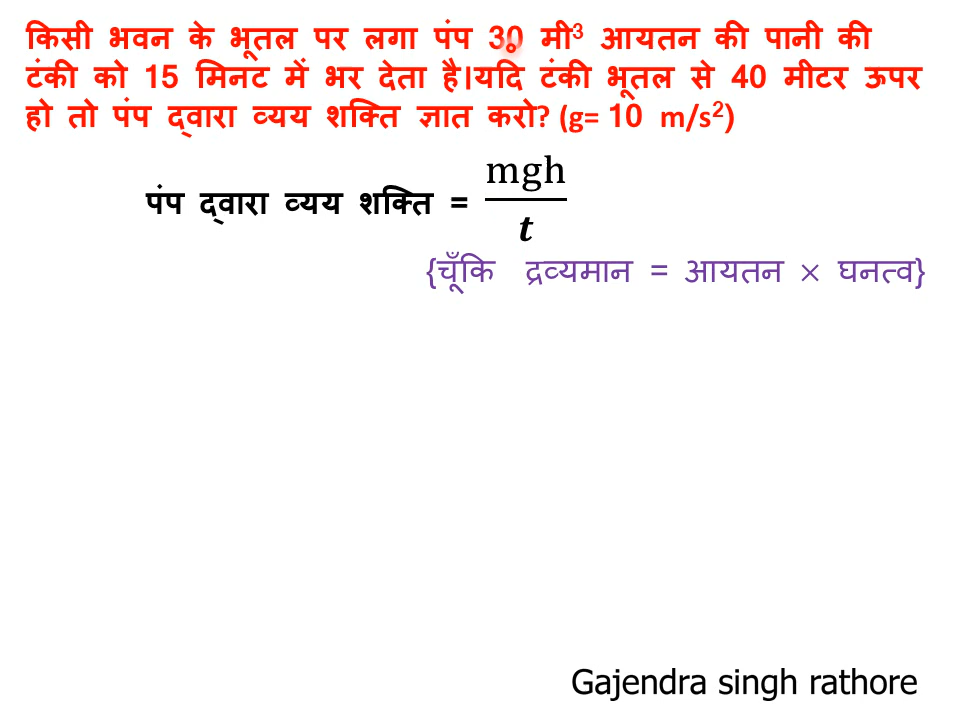 किसी भवन के भूतल पर लगा पंप 30 मी³ आयतन की पानी की
टंकी को 15 मिनट में भर देता है।यदि टंकी भूतल से 40 मीटर ऊपर
हो तो पंप द्वारा व्यय शक्ति ज्ञात करो? (g= 10 m/s²)
पंप द्वारा व्यय शक्ति = mgh/t
{चूँकि द्रव्यमान = आयतन × घनत्व}
Gajendra singh rathore